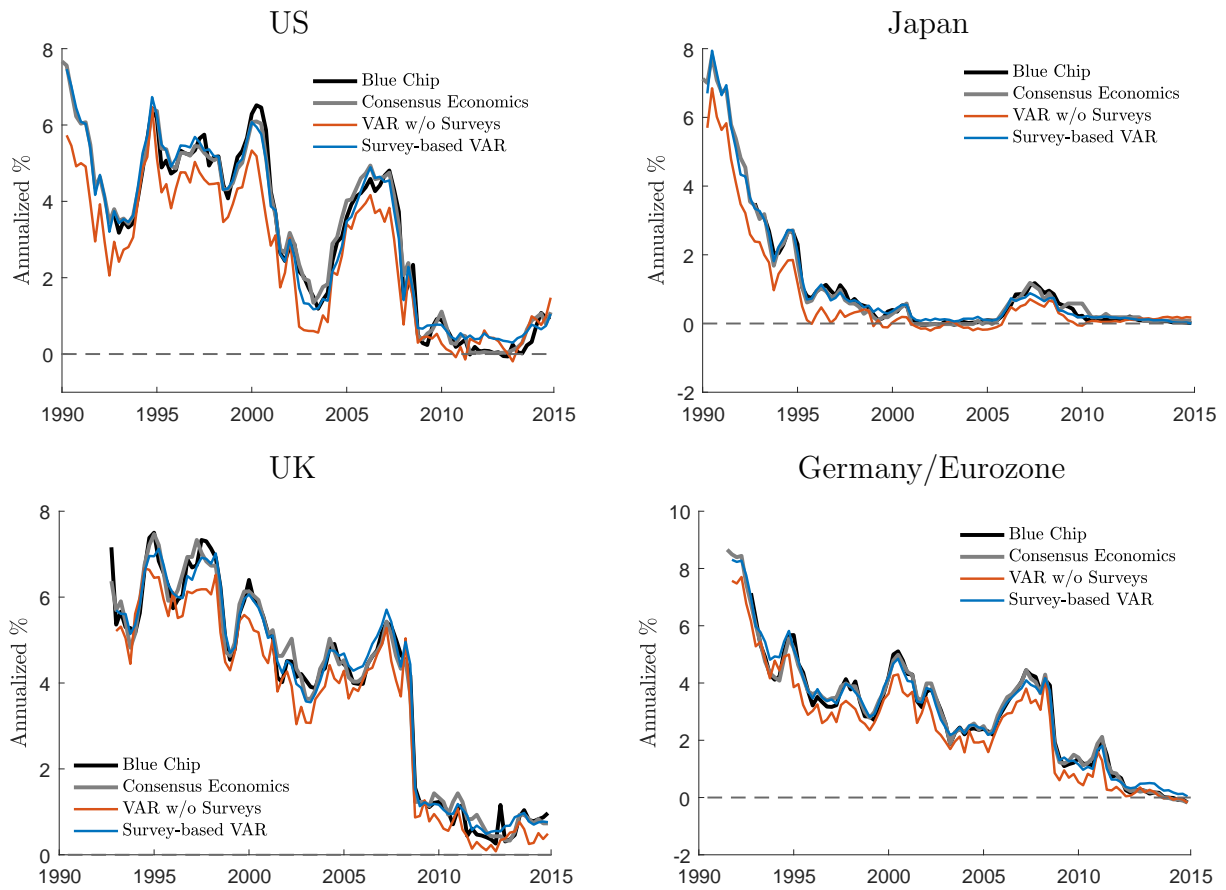 US
Annualized %
8
6
4
2
0
1990 1995 2000 2005 2010 2015
Blue Chip
Consensus Economics
VAR w/o Surveys
Survey-based VAR
Japan
Annualized %
8
6
4
2
0
-2
1990 1995 2000 2005 2010 2015
Blue Chip
Consensus Economics
VAR w/o Surveys
Survey-based VAR
UK
Annualized %
8
6
4
2
0
1990 1995 2000 2005 2010 2015
Blue Chip
Consensus Economics
VAR w/o Surveys
Survey-based VAR
Germany/Eurozone
Annualized %
10
8
6
4
2
0
-2
1990 1995 2000 2005 2010 2015
Blue Chip
Consensus Economics
VAR w/o Surveys
Survey-based VAR